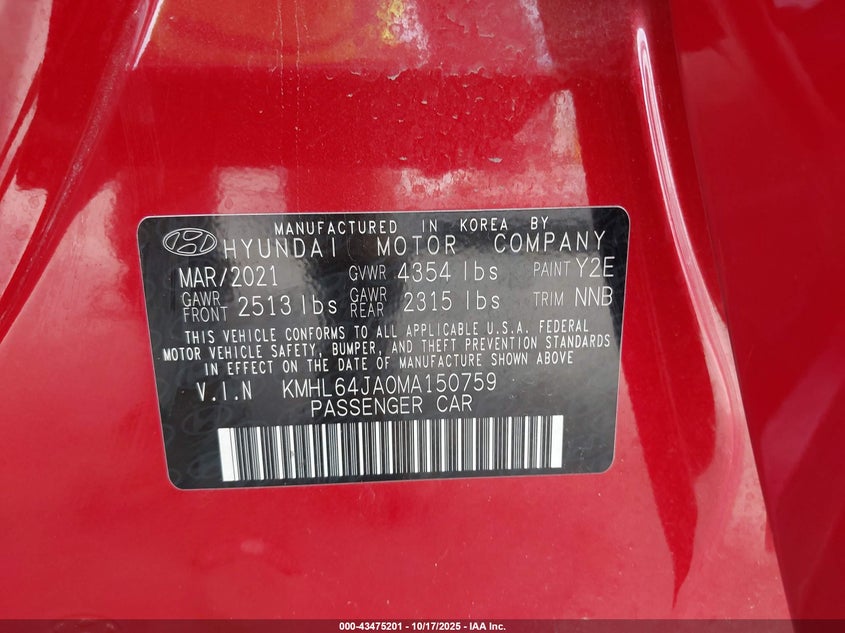 MANUFACTURED IN KOREA BY
HYUNDAI MOTOR COMPANY
MAR/2021 GVWR 4354 lbs PAINT Y2E
GAWR FRONT 2513 lbs GAWR REAR 2315 lbs TRIM NNB
THIS VEHICLE CONFORMS TO ALL APPLICABLE U.S.A. FEDERAL
MOTOR VEHICLE SAFETY, BUMPER, AND THEFT PREVENTION STANDARDS
IN EFFECT ON THE DATE OF MANUFACTURE SHOWN ABOVE
V.I.N KMHL64JA0MA150759
PASSENGER CAR
000-43475201 - 10/17/2025 - IAA Inc.